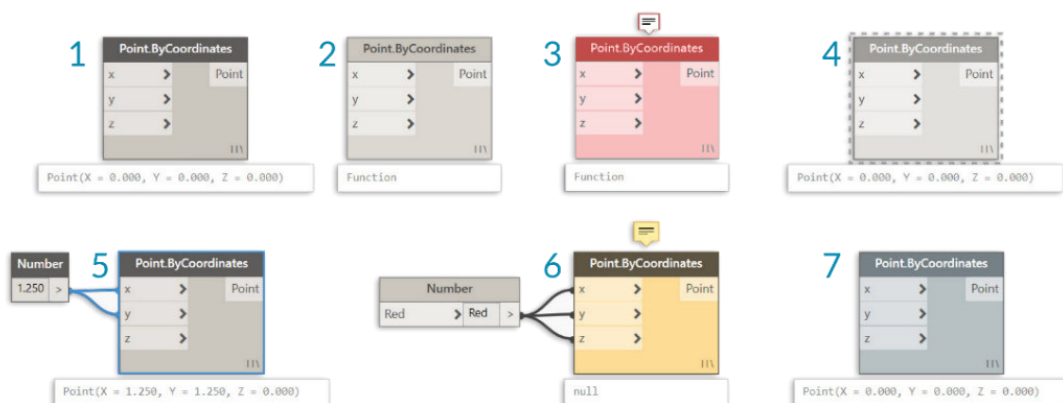 1
Point.ByCoordinates
x > Point
y >
z >
Point(X = 0.000, Y = 0.000, Z = 0.000)
2
Point.ByCoordinates
x > Point
y >
z >
Function
3
Point.ByCoordinates
x > Point
y >
z >
Function
4
Point.ByCoordinates
x > Point
y >
z >
Point(X = 0.000, Y = 0.000, Z = 0.000)
Number
1.250 >
5
Point.ByCoordinates
x > Point
y >
z >
Point(X = 1.250, Y = 1.250, Z = 0.000)
Number
Red > Red >
6
Point.ByCoordinates
x > Point
y >
z >
null
7
Point.ByCoordinates
x > Point
y >
z >
Point(X = 0.000, Y = 0.000, Z = 0.000)